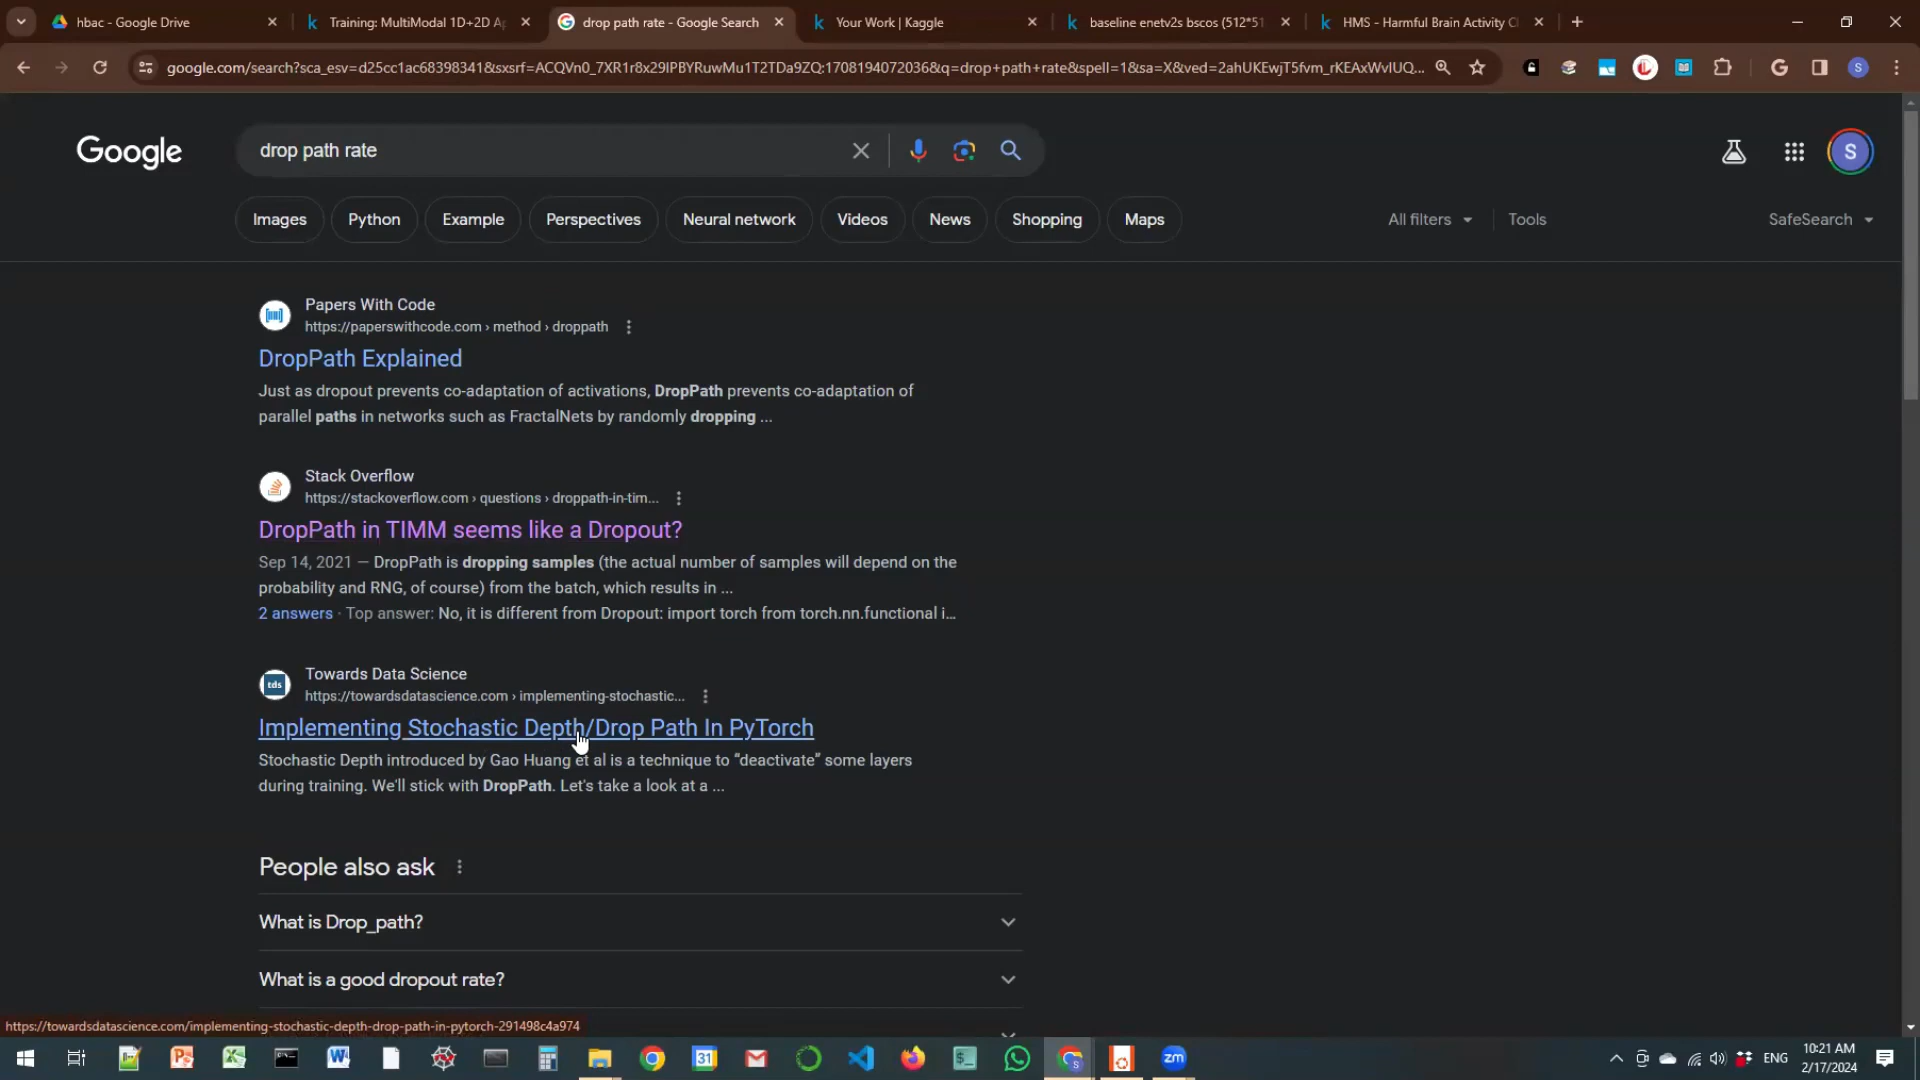 hbac - Google Drive
Training: MultiModal 1D+2D Ap
drop path rate - Google Search
Your Work | Kaggle
baseline enetv2s bscos (512*51
HMS - Harmful Brain Activity Cl
google.com/search?sca_esv=d25cc1ac68398341&sxsrf=ACQVn0_7XR1r8x29lPBYRuwMu1T2TDa9ZQ:1708194072036&q=drop+path+rate&spell=1&sa=X&ved=2ahUKEwjT5fvm_rKEAxWvIUQ...
Google
drop path rate
S
Images
Python
Example
Perspectives
Neural network
Videos
News
Shopping
Maps
All filters
Tools
SafeSearch
Papers With Code
https://paperswithcode.com › method › droppath
DropPath Explained
Just as dropout prevents co-adaptation of activations, DropPath prevents co-adaptation of
parallel paths in networks such as FractalNets by randomly dropping ...
Stack Overflow
https://stackoverflow.com › questions › droppath-in-tim...
DropPath in TIMM seems like a Dropout?
Sep 14, 2021 — DropPath is dropping samples (the actual number of samples will depend on the
probability and RNG, of course) from the batch, which results in ...
2 answers · Top answer: No, it is different from Dropout: import torch from torch.nn.functional i...
tds
Towards Data Science
https://towardsdatascience.com › implementing-stochastic...
Implementing Stochastic Depth/Drop Path In PyTorch
Stochastic Depth introduced by Gao Huang et al is a technique to “deactivate” some layers
during training. We'll stick with DropPath. Let's take a look at a ...
People also ask
What is Drop_path?
What is a good dropout rate?
https://towardsdatascience.com/implementing-stochastic-depth-drop-path-in-pytorch-291498c4a974
ENG
10:21 AM
2/17/2024